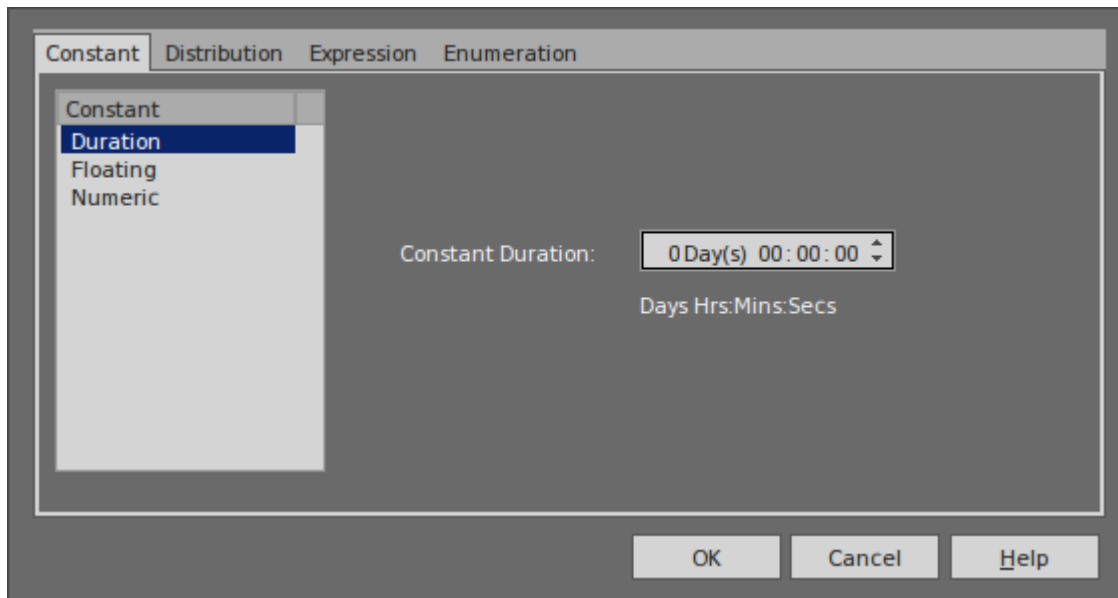 Constant Distribution Expression Enumeration
Constant
Duration
Floating
Numeric
Constant Duration: 0 Day(s) 00:00:00
Days Hrs:Mins:Secs
OK Cancel Help